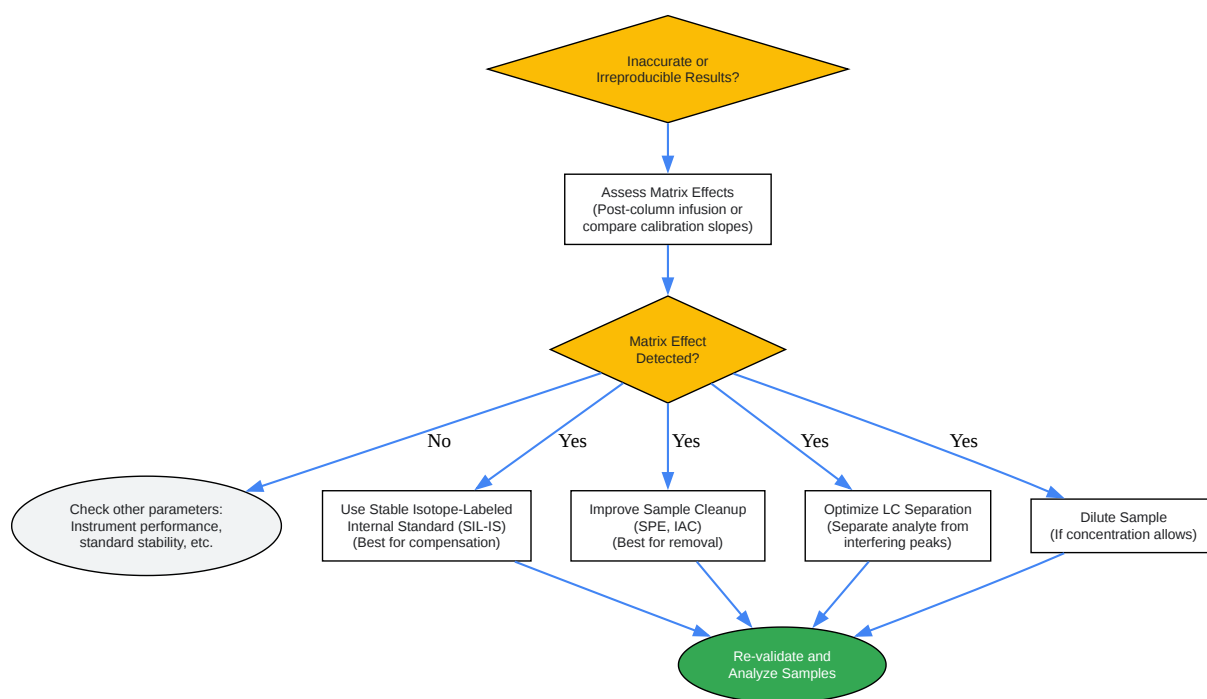 Inaccurate or
Irreproducible Results?
Assess Matrix Effects
(Post-column infusion or
compare calibration slopes)
Matrix Effect
Detected?
No
Yes
Yes
Yes
Yes
Check other parameters:
Instrument performance,
standard stability, etc.
Use Stable Isotope-Labeled
Internal Standard (SIL-IS)
(Best for compensation)
Improve Sample Cleanup
(SPE, IAC)
(Best for removal)
Optimize LC Separation
(Separate analyte from
interfering peaks)
Dilute Sample
(If concentration allows)
Re-validate and
Analyze Samples